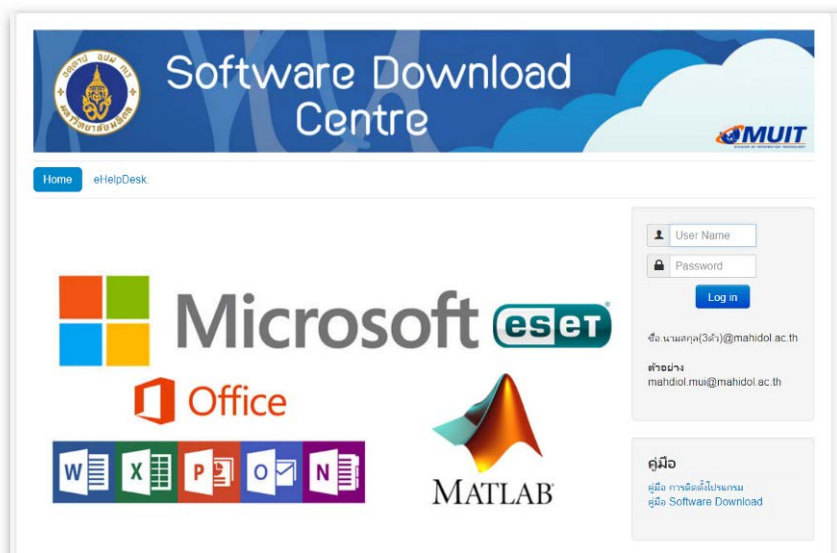 Software Download
Centre
MUIT
Home
eHelpDesk.
User Name
Password
Log in
ชื่อ.นามสกุล(3ตัว)@mahidol.ac.th
ตัวอย่าง
mahdiol.mui@mahidol.ac.th
Microsoft
eset
Office
W X P O N
MATLAB
คู่มือ
คู่มือ การติดตั้งโปรแกรม
คู่มือ Software Download